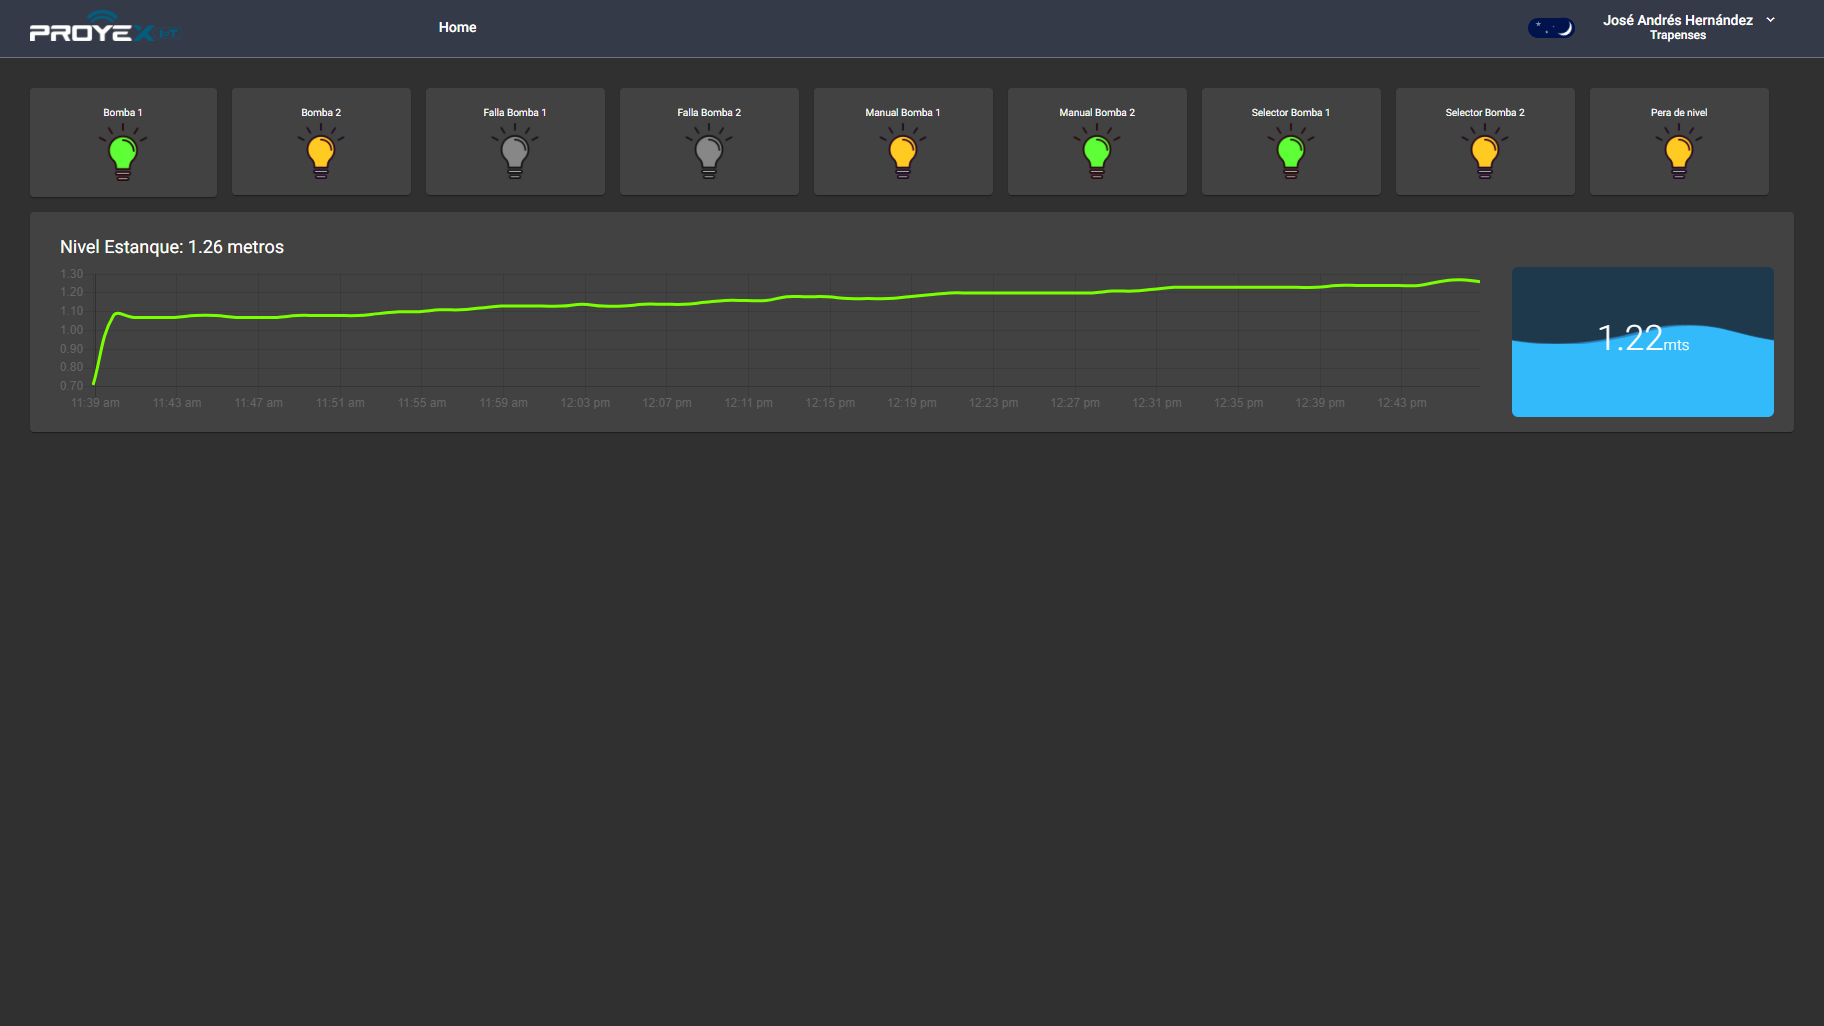 PROYEX IoT
Home
José Andrés Hernández
Trapenses
Bomba 1
Bomba 2
Falla Bomba 1
Falla Bomba 2
Manual Bomba 1
Manual Bomba 2
Selector Bomba 1
Selector Bomba 2
Pera de nivel
Nivel Estanque: 1.26 metros
1.30
1.20
1.10
1.00
0.90
0.80
0.70
11:39 am
11:43 am
11:47 am
11:51 am
11:55 am
11:59 am
12:03 pm
12:07 pm
12:11 pm
12:15 pm
12:19 pm
12:23 pm
12:27 pm
12:31 pm
12:35 pm
12:39 pm
12:43 pm
1.22mts